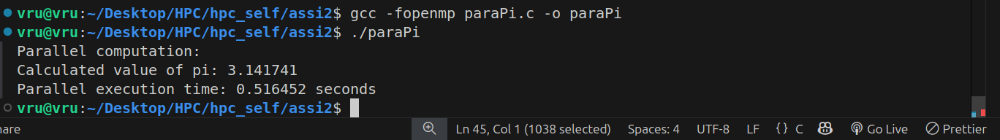 vru@vru:~/Desktop/HPC/hpc_self/assi2$ gcc -fopenmp paraPi.c -o paraPi
vru@vru:~/Desktop/HPC/hpc_self/assi2$ ./paraPi
Parallel computation:
Calculated value of pi: 3.141741
Parallel execution time: 0.516452 seconds
vru@vru:~/Desktop/HPC/hpc_self/assi2$
are Ln 45, Col 1 (1038 selected) Spaces: 4 UTF-8 LF {} C Go Live Prettier